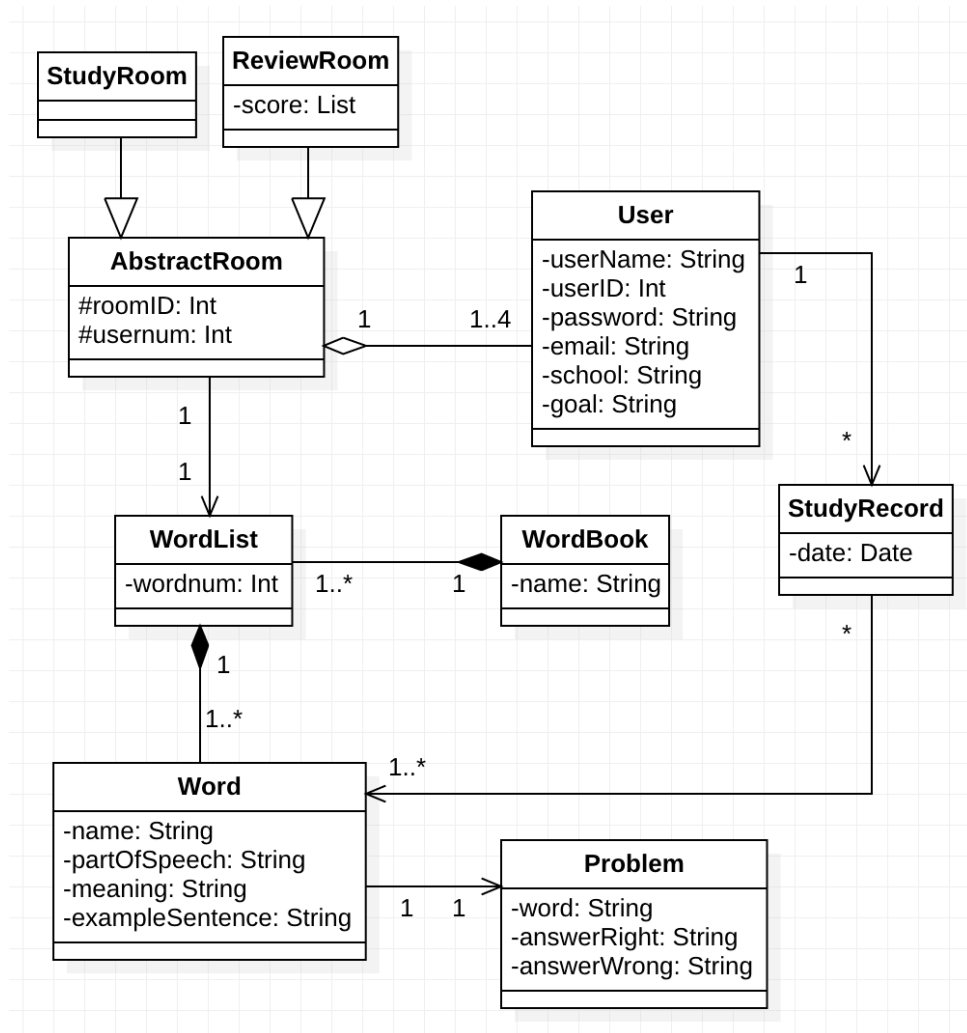 StudyRoom
ReviewRoom
-score: List
AbstractRoom
#roomID: Int
#usernum: Int
1
1..4
User
-userName: String
-userID: Int
-password: String
-email: String
-school: String
-goal: String
1
*
1
1
StudyRecord
-date: Date
*
WordList
-wordnum: Int
1..*
1
WordBook
-name: String
1
1..*
1..*
Word
-name: String
-partOfSpeech: String
-meaning: String
-exampleSentence: String
1
1
Problem
-word: String
-answerRight: String
-answerWrong: String